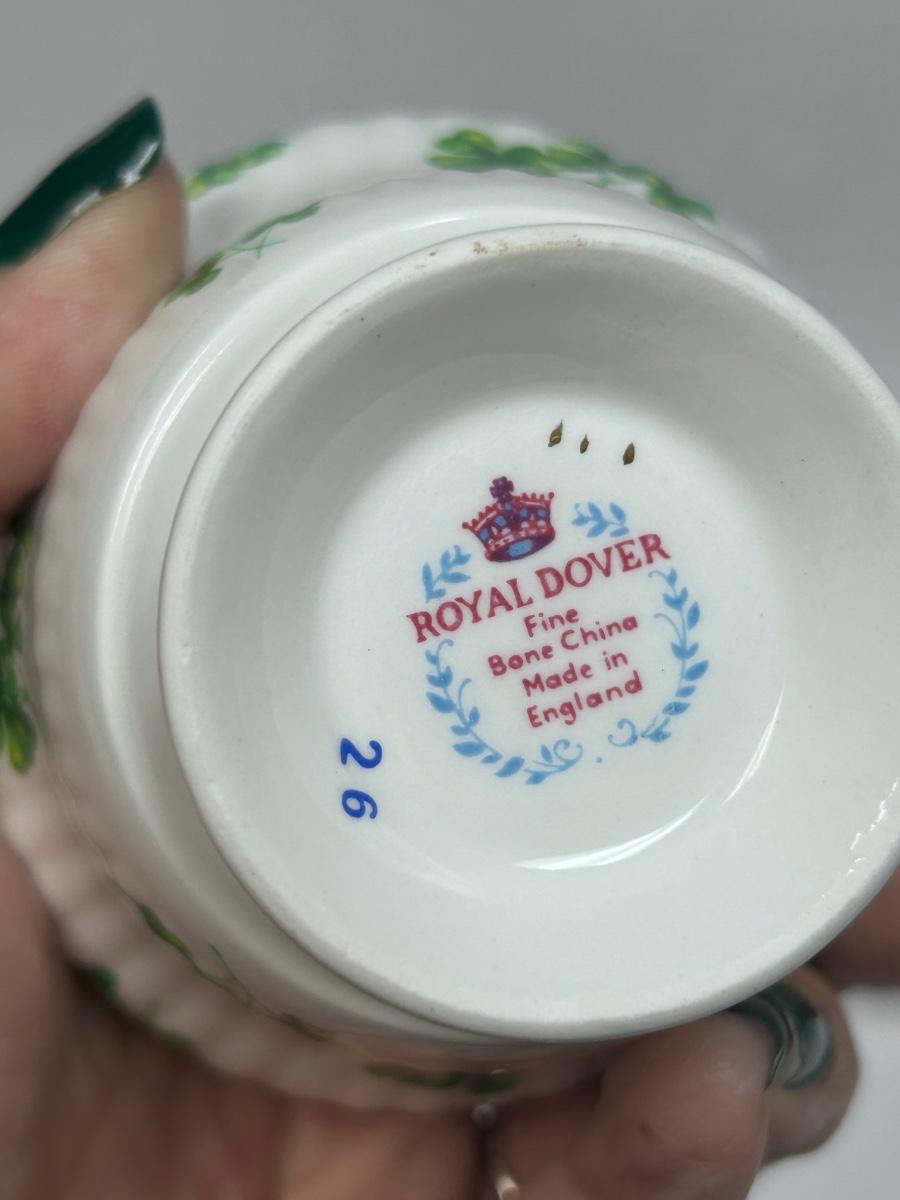 ROYAL DOVER
Fine
Bone China
Made in
England
26